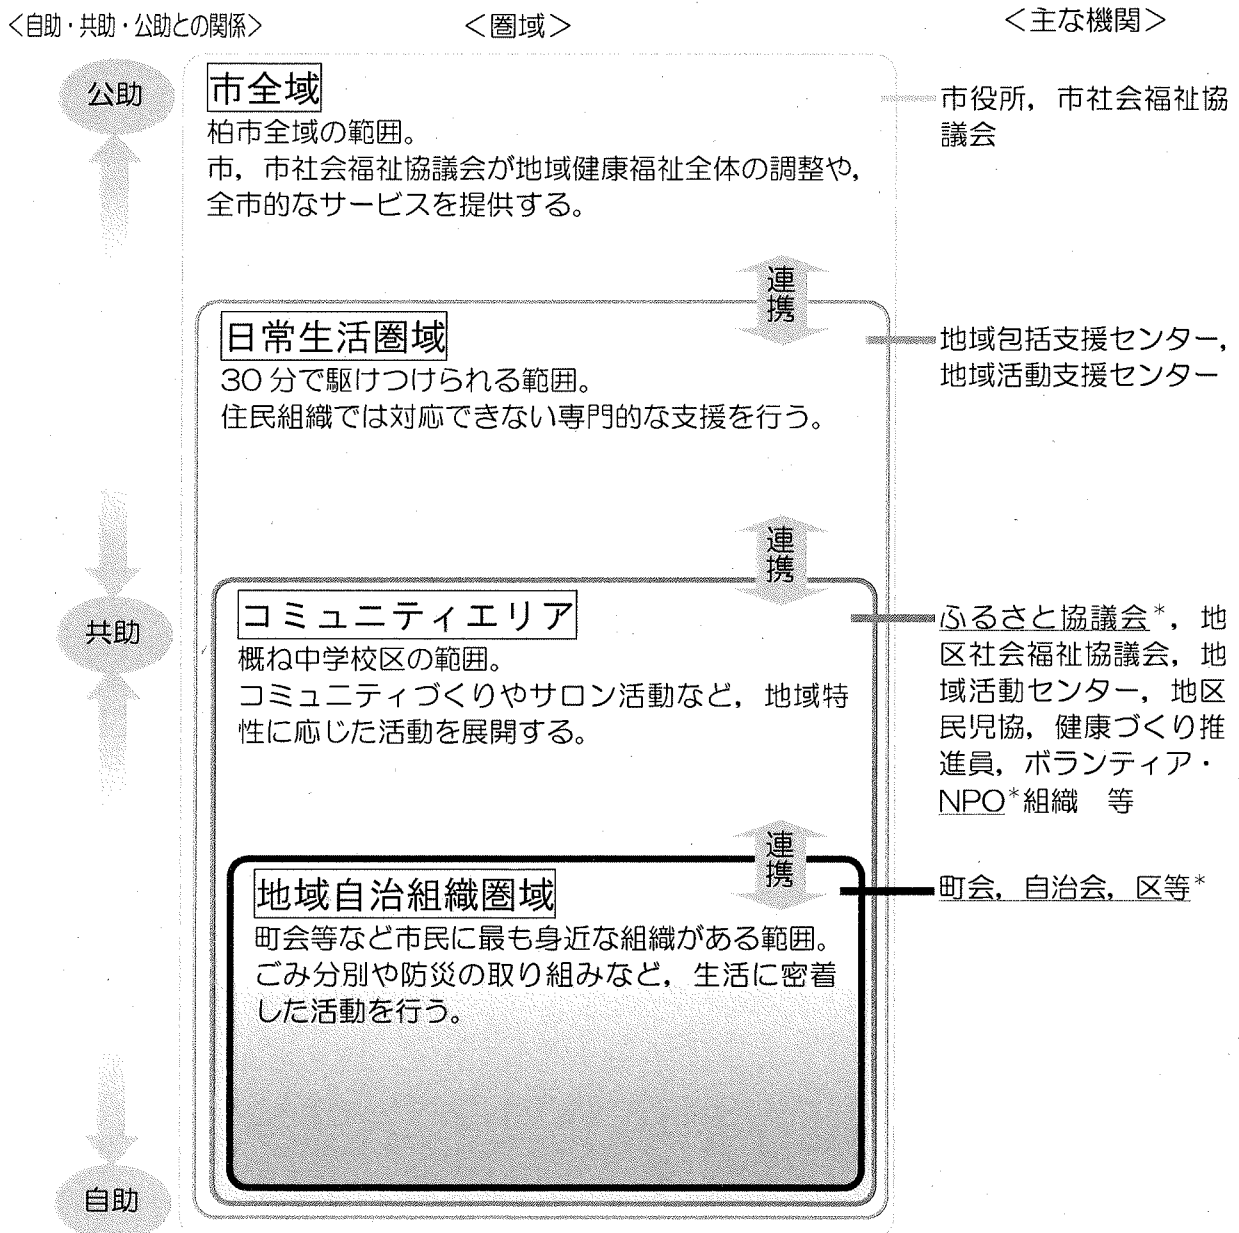 ＜自助・共助・公助との関係＞
＜圏域＞
＜主な機関＞
公助
市全域
柏市全域の範囲。
市，市社会福祉協議会が地域健康福祉全体の調整や，
全市的なサービスを提供する。
市役所，市社会福祉協
議会
連携
日常生活圏域
30分で駆けつけられる範囲。
住民組織では対応できない専門的な支援を行う。
地域包括支援センター，
地域活動支援センター
連携
共助
コミュニティエリア
概ね中学校区の範囲。
コミュニティづくりやサロン活動など，地域特
性に応じた活動を展開する。
ふるさと協議会*，地
区社会福祉協議会，地
域活動センター，地区
民児協，健康づくり推
進員，ボランティア・
NPO*組織　等
連携
地域自治組織圏域
町会等など市民に最も身近な組織がある範囲。
ごみ分別や防災の取り組みなど，生活に密着
した活動を行う。
町会，自治会，区等*
自助